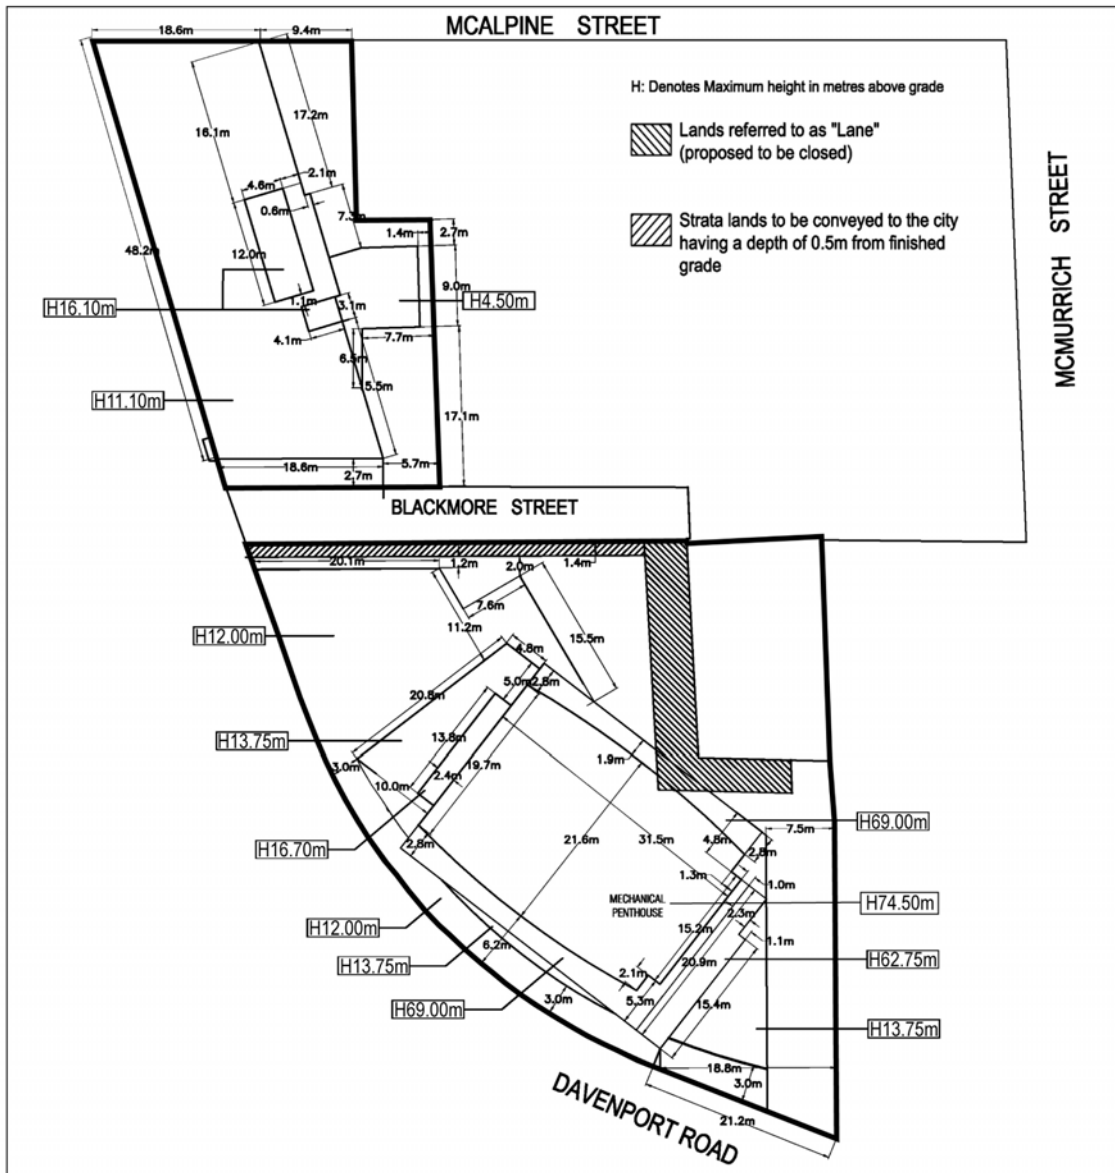 MCALPINE STREET
18.6m
9.4m
H: Denotes Maximum height in metres above grade
Lands referred to as "Lane"
(proposed to be closed)
Strata lands to be conveyed to the city
having a depth of 0.5m from finished
grade
MCMURRICH STREET
17.2m
16.1m
2.1m
4.6m
0.6m
7.3m
1.4m
2.7m
48.2m
12.0m
9.0m
1.1m
3.1m
H16.10m
H4.50m
4.1m
7.7m
6.5m
5.5m
H11.10m
17.1m
18.6m
5.7m
2.7m
BLACKMORE STREET
20.1m
1.2m
2.0m
1.4m
7.6m
11.2m
15.5m
H12.00m
4.8m
5.0m
2.8m
20.8m
13.8m
H13.75m
1.9m
3.0m
2.4m
19.7m
10.0m
7.5m
H69.00m
21.6m
31.5m
4.8m
2.8m
H16.70m
2.8m
1.3m
1.0m
MECHANICAL
PENTHOUSE
H74.50m
2.3m
H12.00m
15.2m
1.1m
6.2m
H13.75m
20.9m
H62.75m
2.1m
H69.00m
5.3m
15.4m
3.0m
H13.75m
18.8m
3.0m
DAVENPORT ROAD
21.2m